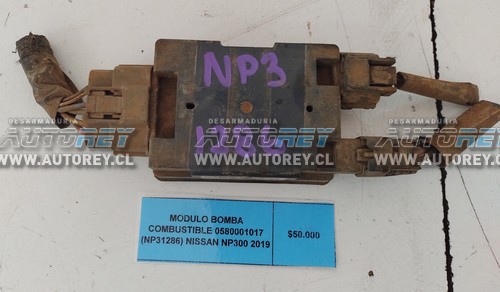 NP3
1286
DESARMADURIA DESARMADURIA DESARMADURIA
AUTOREY AUTOREY AUTOREY
WWW.AUTOREY.CL WWW.AUTOREY.CL WWW.AUTOREY.CL
MODULO BOMBA
COMBUSTIBLE 0580001017
(NP31286) NISSAN NP300 2019
$50.000